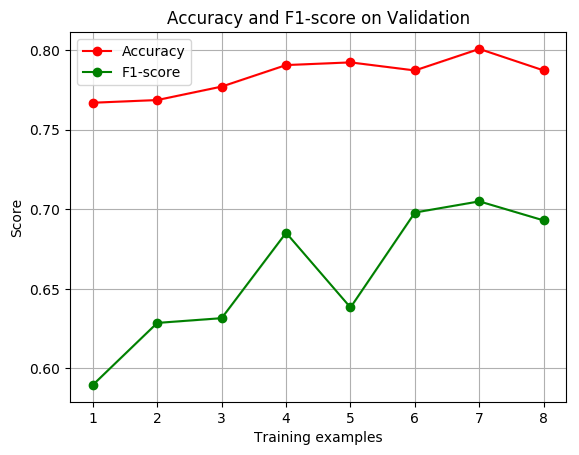 Accuracy and F1-score on Validation
Accuracy
F1-score
0.80
0.75
0.70
0.65
0.60
Score
1 2 3 4 5 6 7 8
Training examples